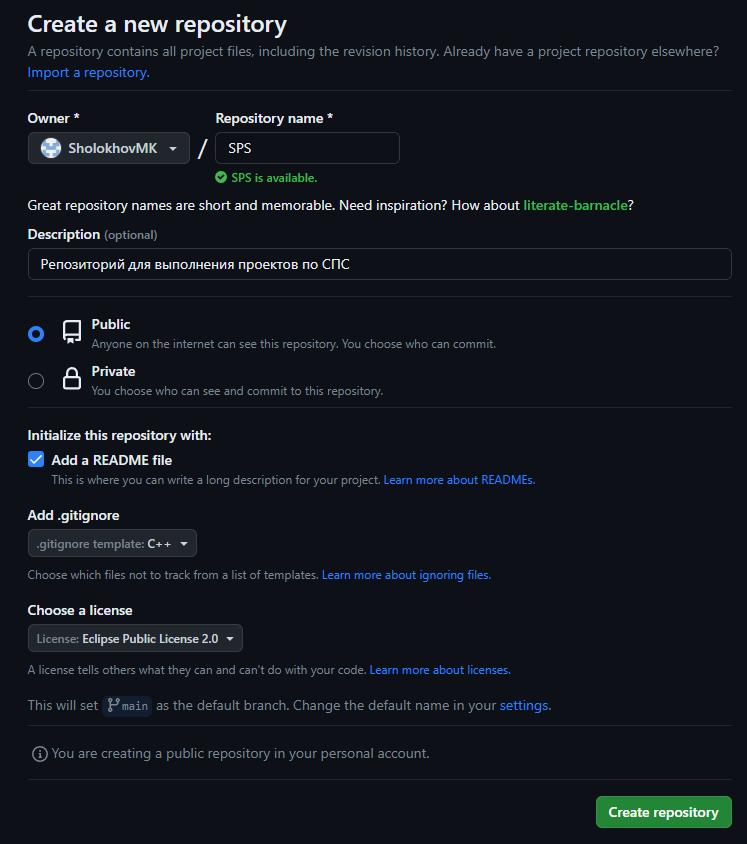 Create a new repository
A repository contains all project files, including the revision history. Already have a project repository elsewhere?
Import a repository.
Owner * Repository name *
SholokhovMK / SPS
SPS is available.
Great repository names are short and memorable. Need inspiration? How about literate-barnacle?
Description (optional)
Репозиторий для выполнения проектов по СПС
Public
Anyone on the internet can see this repository. You choose who can commit.
Private
You choose who can see and commit to this repository.
Initialize this repository with:
Add a README file
This is where you can write a long description for your project. Learn more about READMEs.
Add .gitignore
.gitignore template: C++
Choose which files not to track from a list of templates. Learn more about ignoring files.
Choose a license
License: Eclipse Public License 2.0
A license tells others what they can and can't do with your code. Learn more about licenses.
This will set main as the default branch. Change the default name in your settings.
You are creating a public repository in your personal account.
Create repository